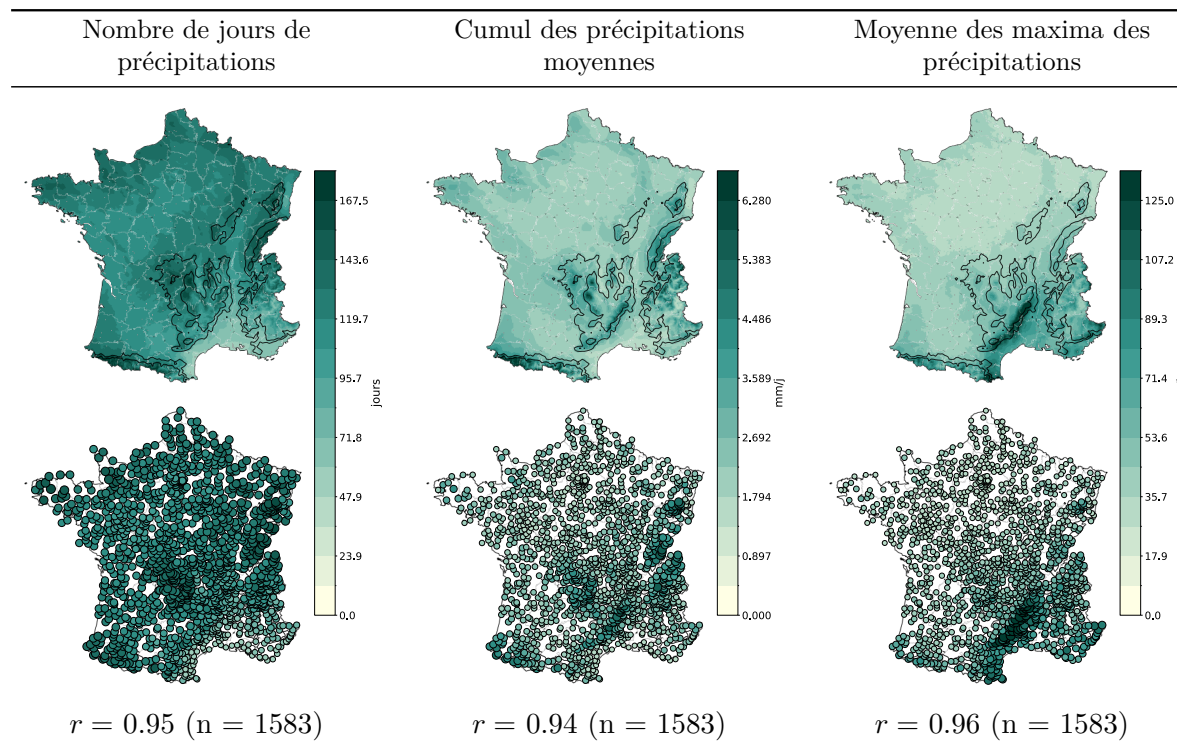 Nombre de jours de
précipitations
Cumul des précipitations
moyennes
Moyenne des maxima des
précipitations
167.5
143.6
119.7
95.7
71.8
47.9
23.9
0.0
jours
6.280
5.383
4.486
3.589
2.692
1.794
0.897
0.000
mm/j
125.0
107.2
89.3
71.4
53.6
35.7
17.9
0.0
r = 0.95 (n = 1583)
r = 0.94 (n = 1583)
r = 0.96 (n = 1583)